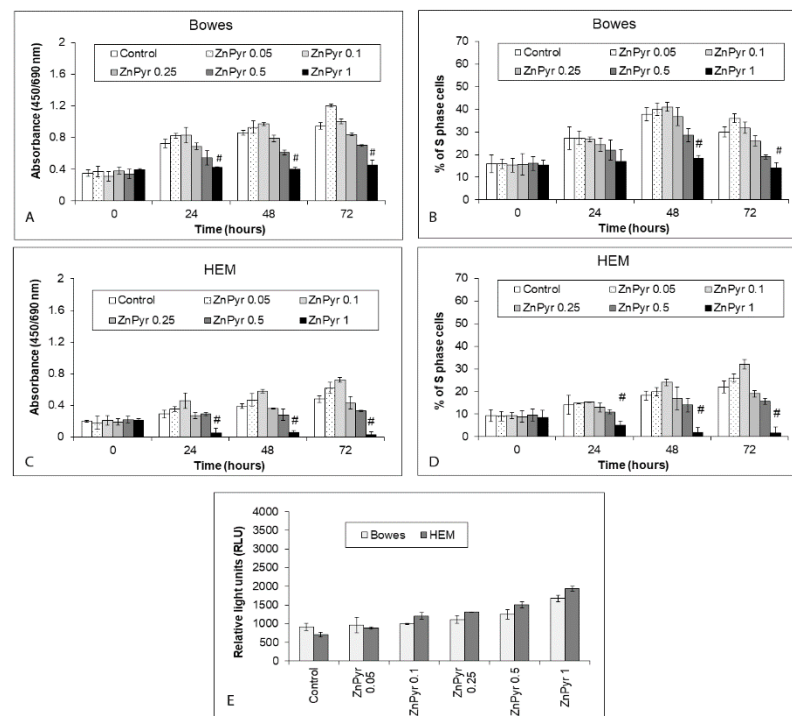 Bowes
Absorbance (450/690 nm)
2
1.6
1.2
0.8
0.4
0
Control ZnPyr 0.05 ZnPyr 0.1
ZnPyr 0.25 ZnPyr 0.5 ZnPyr 1
# # #
A
0 24 48 72
Time (hours)
Bowes
% of S phase cells
70
60
50
40
30
20
10
0
Control ZnPyr 0.05 ZnPyr 0.1
ZnPyr 0.25 ZnPyr 0.5 ZnPyr 1
# #
B
0 24 48 72
Time (hours)
HEM
Absorbance (450/690 nm)
2
1.6
1.2
0.8
0.4
0
Control ZnPyr 0.05 ZnPyr 0.1
ZnPyr 0.25 ZnPyr 0.5 ZnPyr 1
# # #
C
0 24 48 72
Time (hours)
HEM
% of S phase cells
70
60
50
40
30
20
10
0
Control ZnPyr 0.05 ZnPyr 0.1
ZnPyr 0.25 ZnPyr 0.5 ZnPyr 1
# # #
D
0 24 48 72
Time (hours)
Relative light units (RLU)
4000
3500
3000
2500
2000
1500
1000
500
0
Bowes HEM
E
Control
ZnPyr 0.05
ZnPyr 0.1
ZnPyr 0.25
ZnPyr 0.5
ZnPyr 1